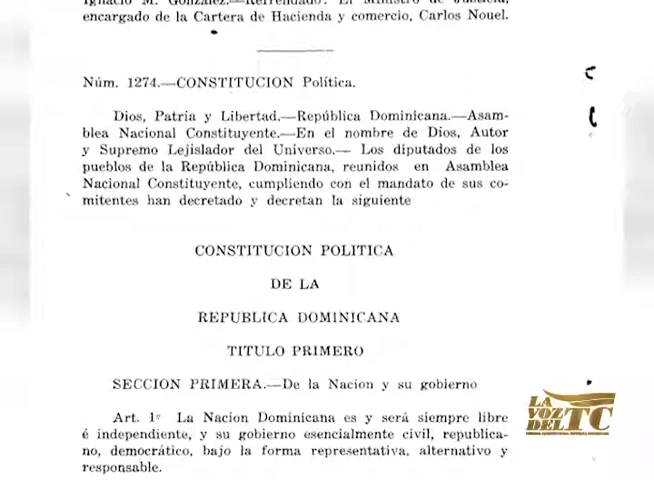 Ignacio M. González.—Refrendado: El Ministro de Justicia,
encargado de la Cartera de Hacienda y comercio, Carlos Nouel.
Núm. 1274.—CONSTITUCION Política.
Dios, Patria y Libertad.—República Dominicana.—Asam-
blea Nacional Constituyente.—En el nombre de Dios, Autor
y Supremo Lejislador del Universo.— Los diputados de los
pueblos de la República Dominicana, reunidos en Asamblea
Nacional Constituyente, cumpliendo con el mandato de sus co-
mitentes han decretado y decretan la siguiente
CONSTITUCION POLITICA
DE LA
REPUBLICA DOMINICANA
TITULO PRIMERO
SECCION PRIMERA.—De la Nacion y su gobierno
Art. 1º La Nacion Dominicana es y será siempre libre
é independiente, y su gobierno esencialmente civil, republica-
no, democrático, bajo la forma representativa, alternativo y
responsable.
LA
VOZ
DEL TC